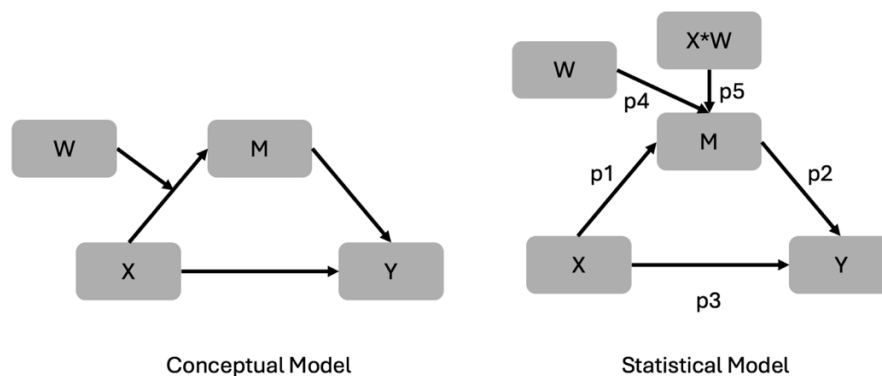 W
M
X
Y
Conceptual Model
X*W
W
p4
p5
M
p1
p2
X
Y
p3
Statistical Model